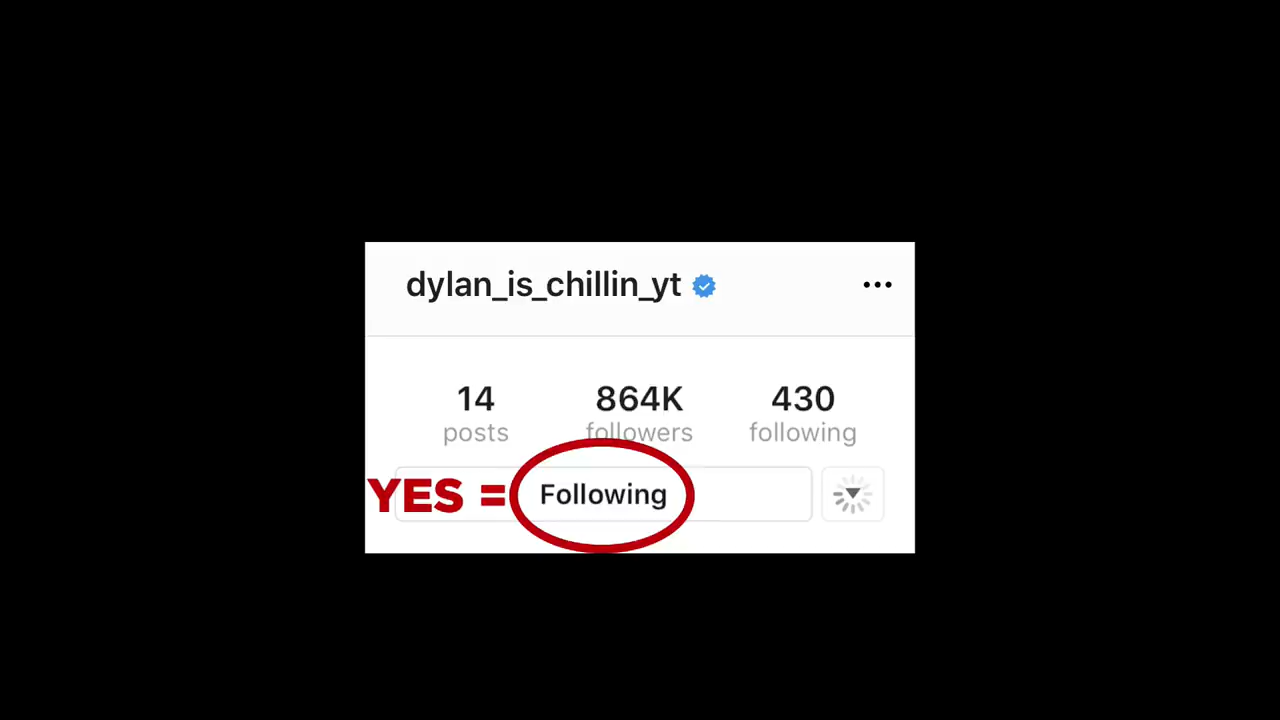 dylan_is_chillin_yt
14 864K 430
posts followers following
YES = Following